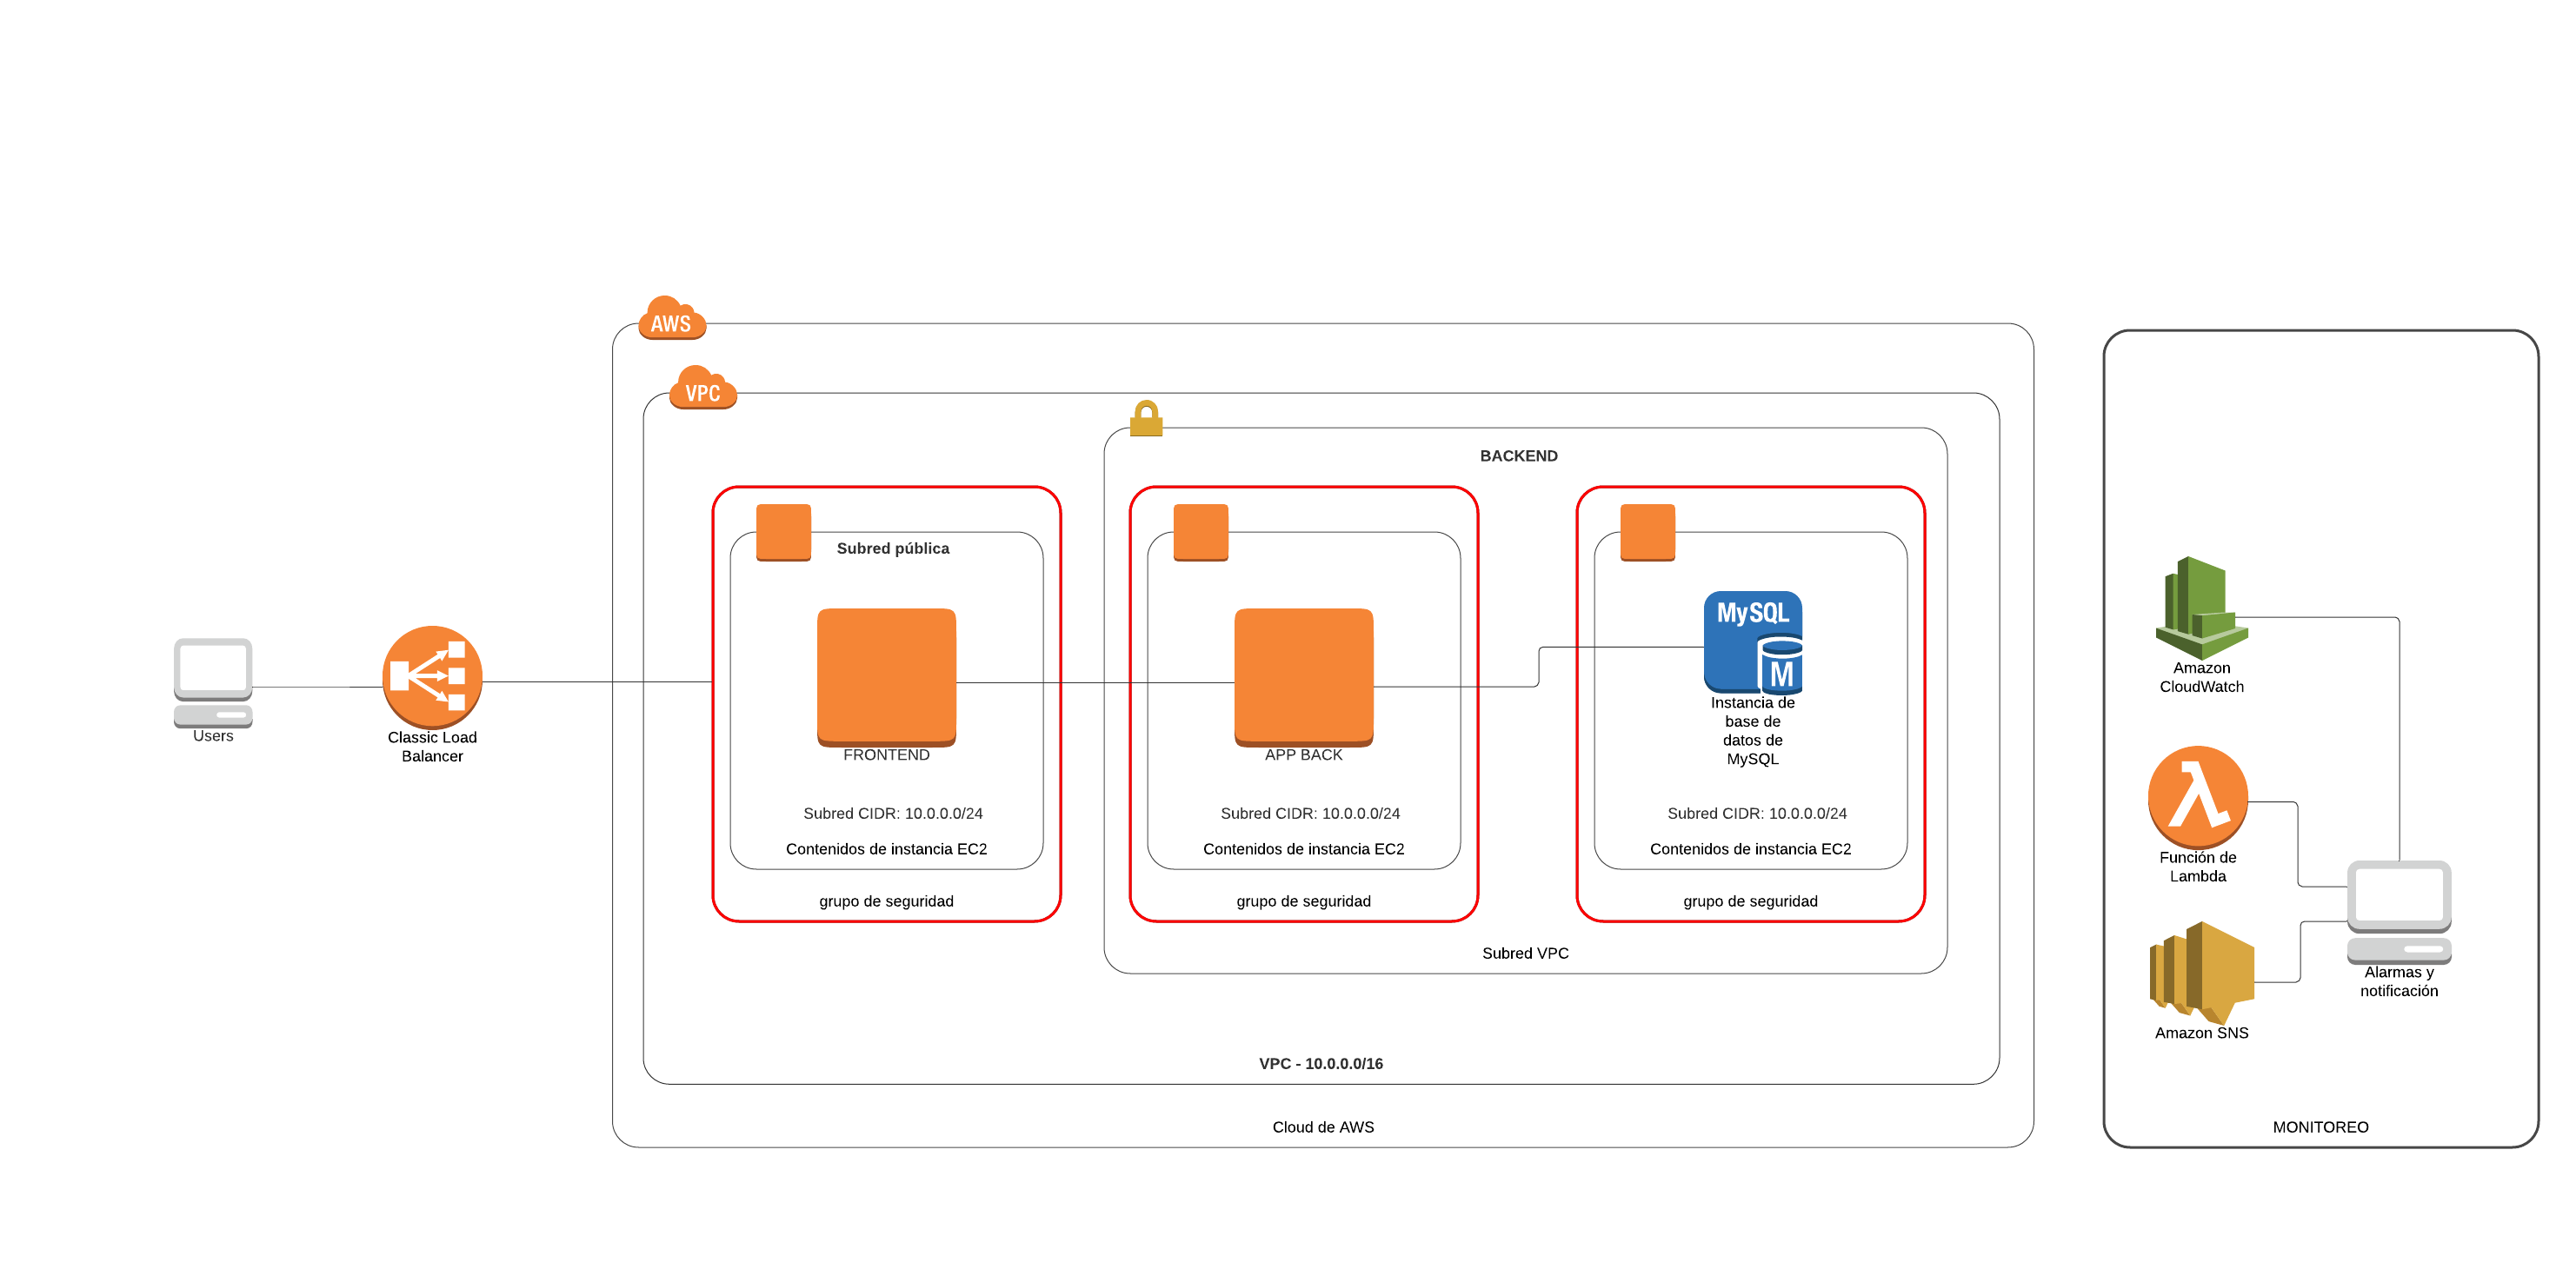 AWS
VPC
BACKEND
Subred pública
MySQL
M
Users
Classic Load
Balancer
FRONTEND
APP BACK
Instancia de
base de
datos de
MySQL
Subred CIDR: 10.0.0.0/24
Subred CIDR: 10.0.0.0/24
Subred CIDR: 10.0.0.0/24
Contenidos de instancia EC2
Contenidos de instancia EC2
Contenidos de instancia EC2
grupo de seguridad
grupo de seguridad
grupo de seguridad
Subred VPC
VPC - 10.0.0.0/16
Cloud de AWS
Amazon
CloudWatch
Función de
Lambda
Amazon SNS
Alarmas y
notificación
MONITOREO